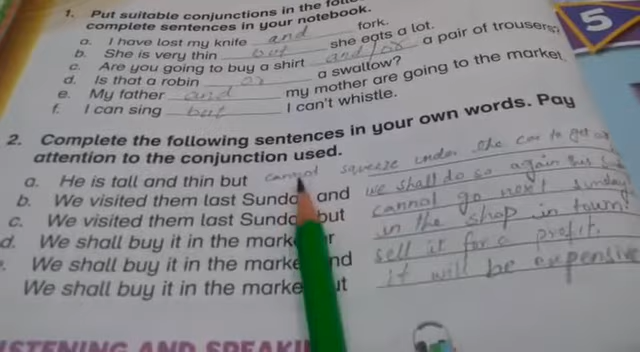 1. Put suitable conjunctions in the
complete sentences in your notebook.
a. I have lost my knife and fork.
b. She is very thin but she eats a lot.
c. Are you going to buy a shirt and/or a pair of trousers?
d. Is that a robin or a swallow?
e. My father and my mother are going to the market.
f. I can sing but I can't whistle.
5
2. Complete the following sentences in your own words. Pay
attention to the conjunction used.
a. He is tall and thin but cannot squeeze under the car to get
b. We visited them last Sunda and we shall do so again this
c. We visited them last Sunda but cannot go next sunday
d. We shall buy it in the mark r in the shop in town
. We shall buy it in the marke nd sell it for a profit.
We shall buy it in the marke ut it will be expensive
STENING AND SPEAKI